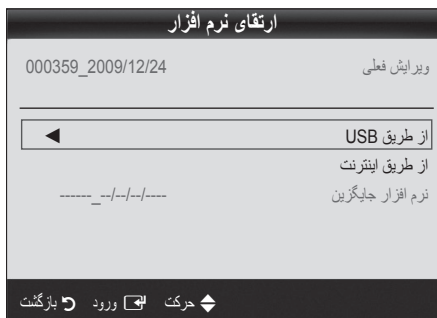 ارتقای نرم افزار
ویرایش فعلی 000359_2009/12/24
از طریق USB
از طریق اینترنت
نرم افزار جایگزین ------_--/--/----
حرکت ورود بازگشت